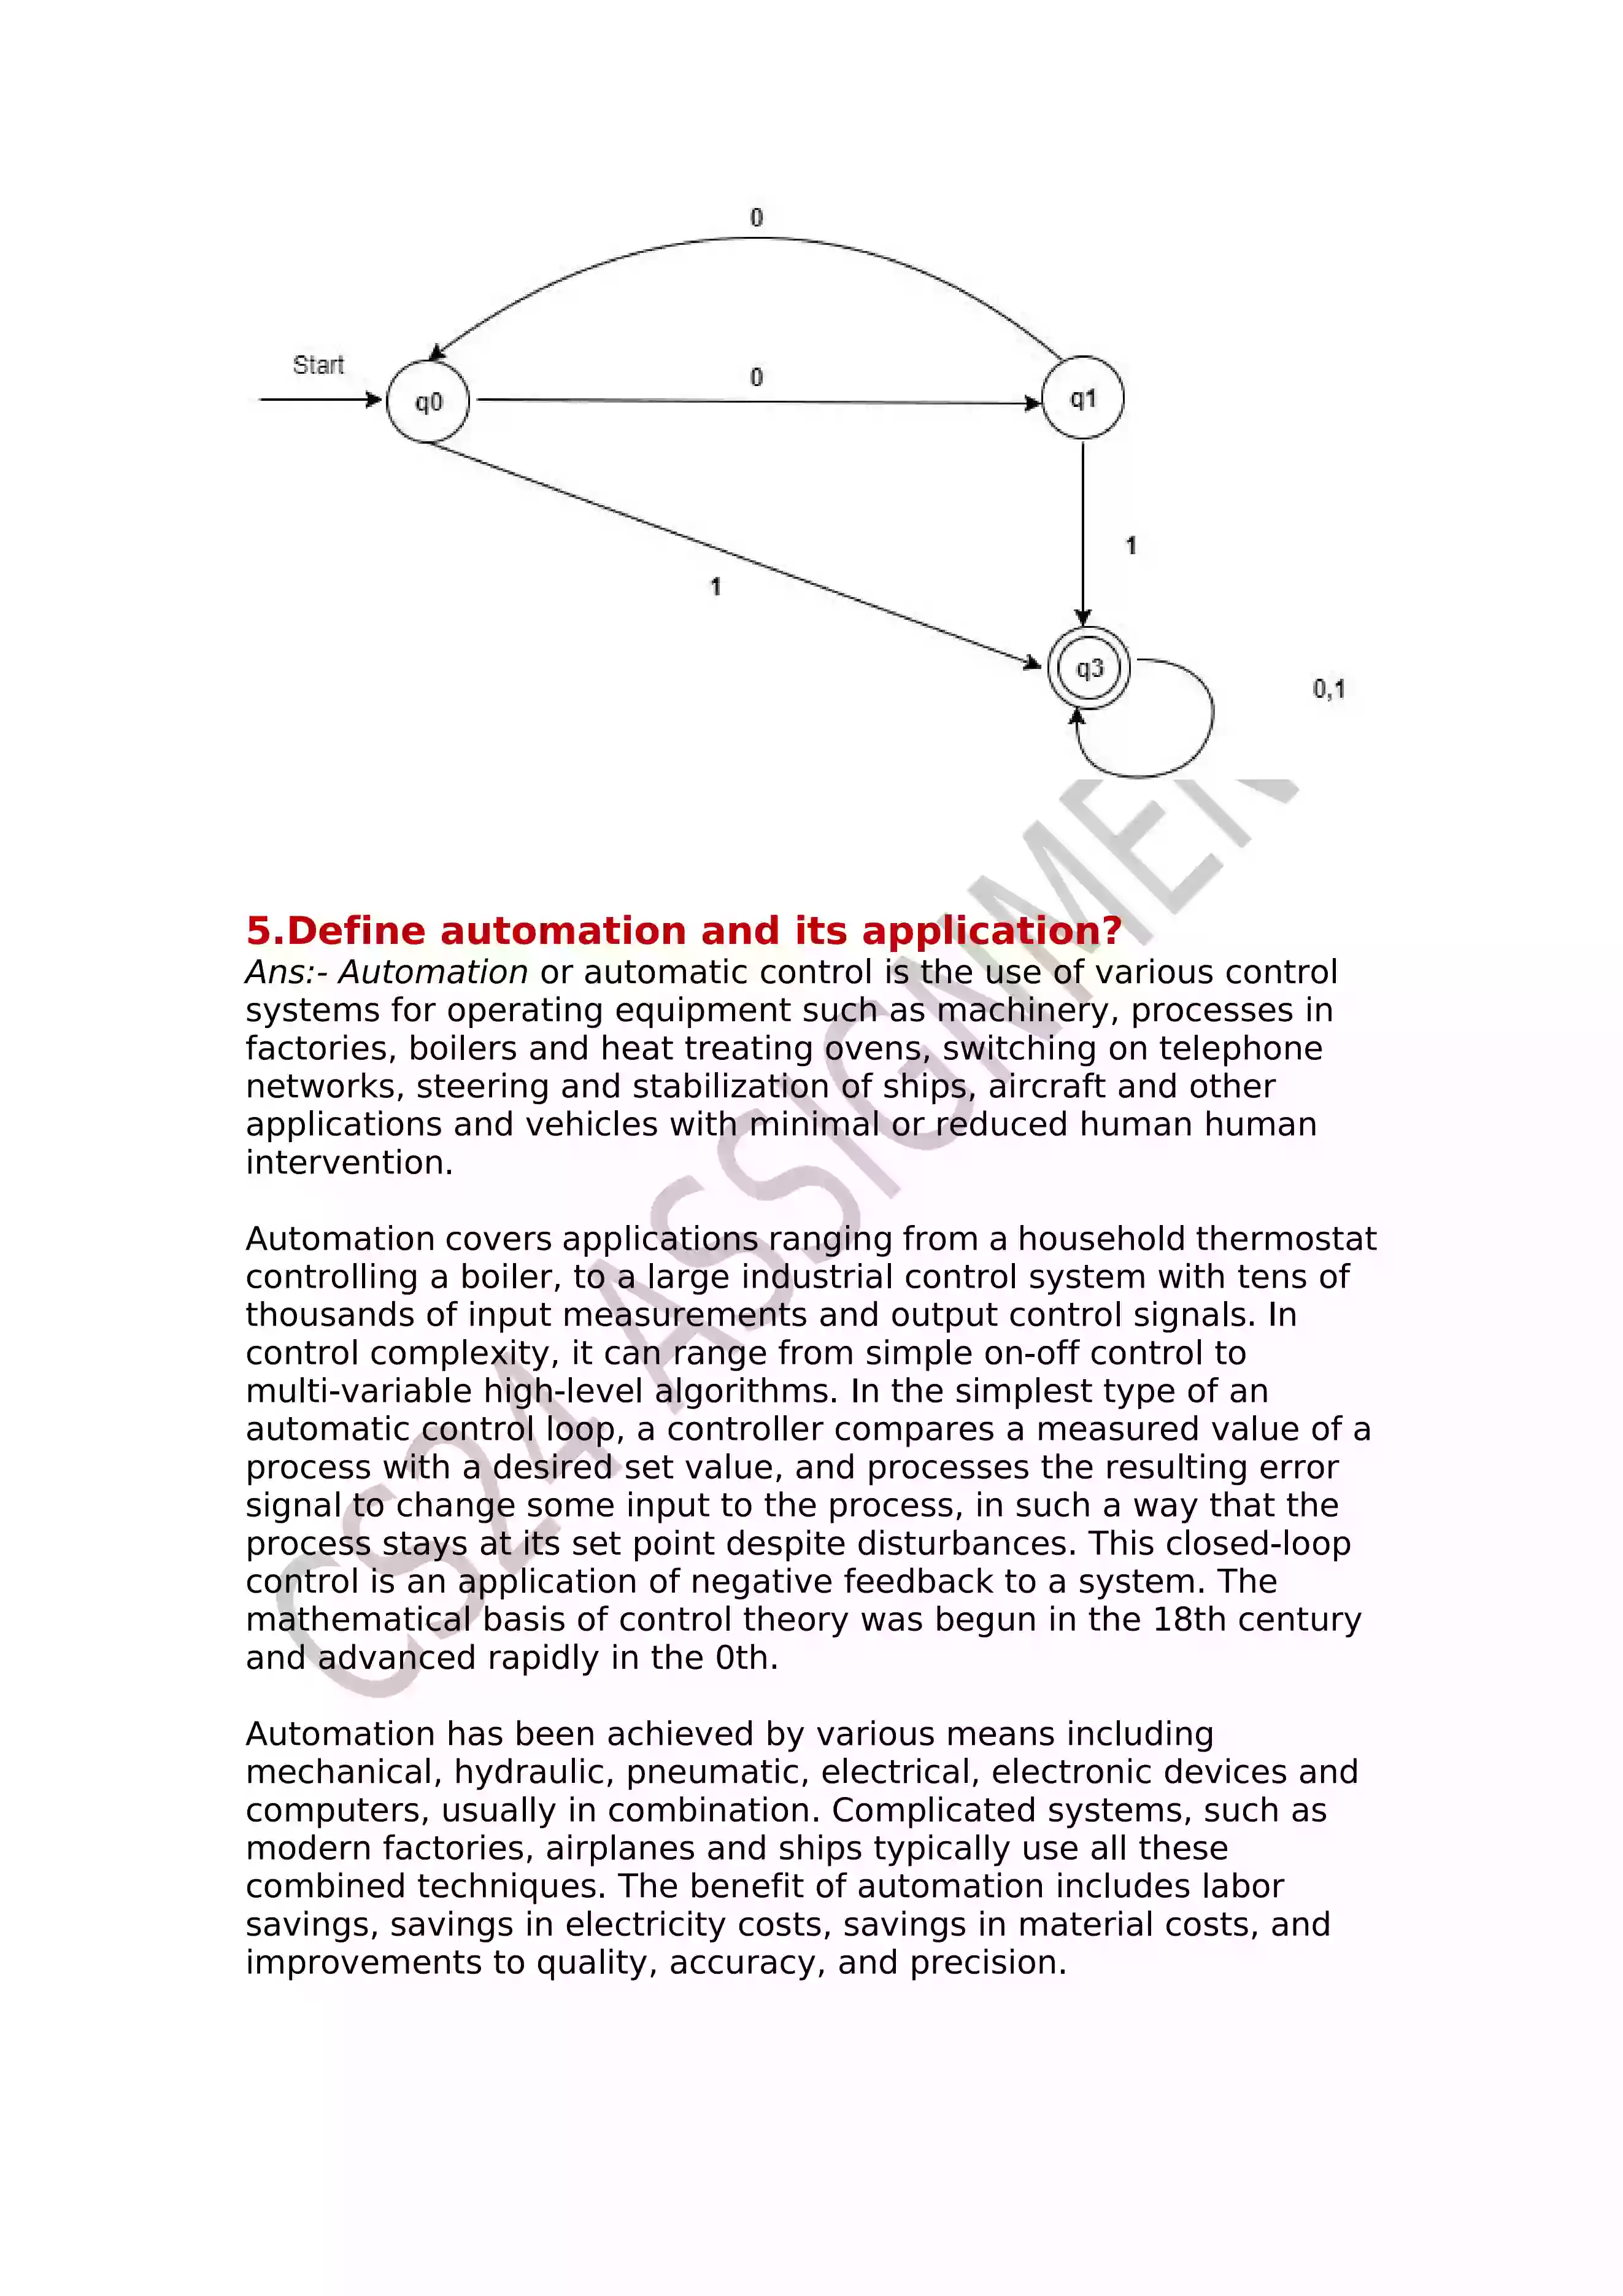 0
Start
0
q0
q1
1
1
q3
0,1
5.Define automation and its application?
Ans:- Automation or automatic control is the use of various control
systems for operating equipment such as machinery, processes in
factories, boilers and heat treating ovens, switching on telephone
networks, steering and stabilization of ships, aircraft and other
applications and vehicles with minimal or reduced human human
intervention.
Automation covers applications ranging from a household thermostat
controlling a boiler, to a large industrial control system with tens of
thousands of input measurements and output control signals. In
control complexity, it can range from simple on-off control to
multi-variable high-level algorithms. In the simplest type of an
automatic control loop, a controller compares a measured value of a
process with a desired set value, and processes the resulting error
signal to change some input to the process, in such a way that the
process stays at its set point despite disturbances. This closed-loop
control is an application of negative feedback to a system. The
mathematical basis of control theory was begun in the 18th century
and advanced rapidly in the 0th.
Automation has been achieved by various means including
mechanical, hydraulic, pneumatic, electrical, electronic devices and
computers, usually in combination. Complicated systems, such as
modern factories, airplanes and ships typically use all these
combined techniques. The benefit of automation includes labor
savings, savings in electricity costs, savings in material costs, and
improvements to quality, accuracy, and precision.
CS24 ASSIGNMEN